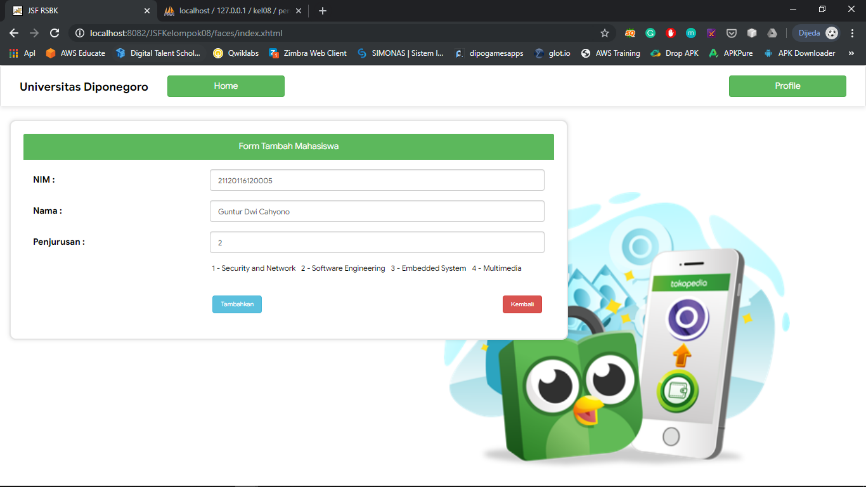 JSF RSBK
localhost / 127.0.0.1 / kel08 / per
localhost:8082/JSFKelompok08/faces/index.xhtml
Dijeda
Apl
AWS Educate
Digital Talent Schol...
Qwiklabs
Zimbra Web Client
SIMONAS | Sistem I...
dipogamesapps
glot.io
AWS Training
Drop APK
APKPure
APK Downloader
Universitas Diponegoro
Home
Profile
Form Tambah Mahasiswa
NIM :
21120116120005
Nama :
Guntur Dwi Cahyono
Penjurusan :
2
1 - Security and Network 2 - Software Engineering 3 - Embedded System 4 - Multimedia
Tambahkan
Kembali
tokopedia